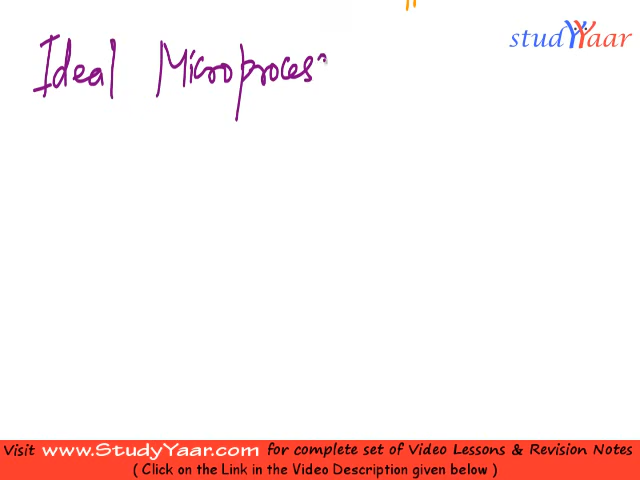 studYYaar
Ideal Microproces
Visit www.StudyYaar.com for complete set of Video Lessons & Revision Notes
( Click on the Link in the Video Description given below )